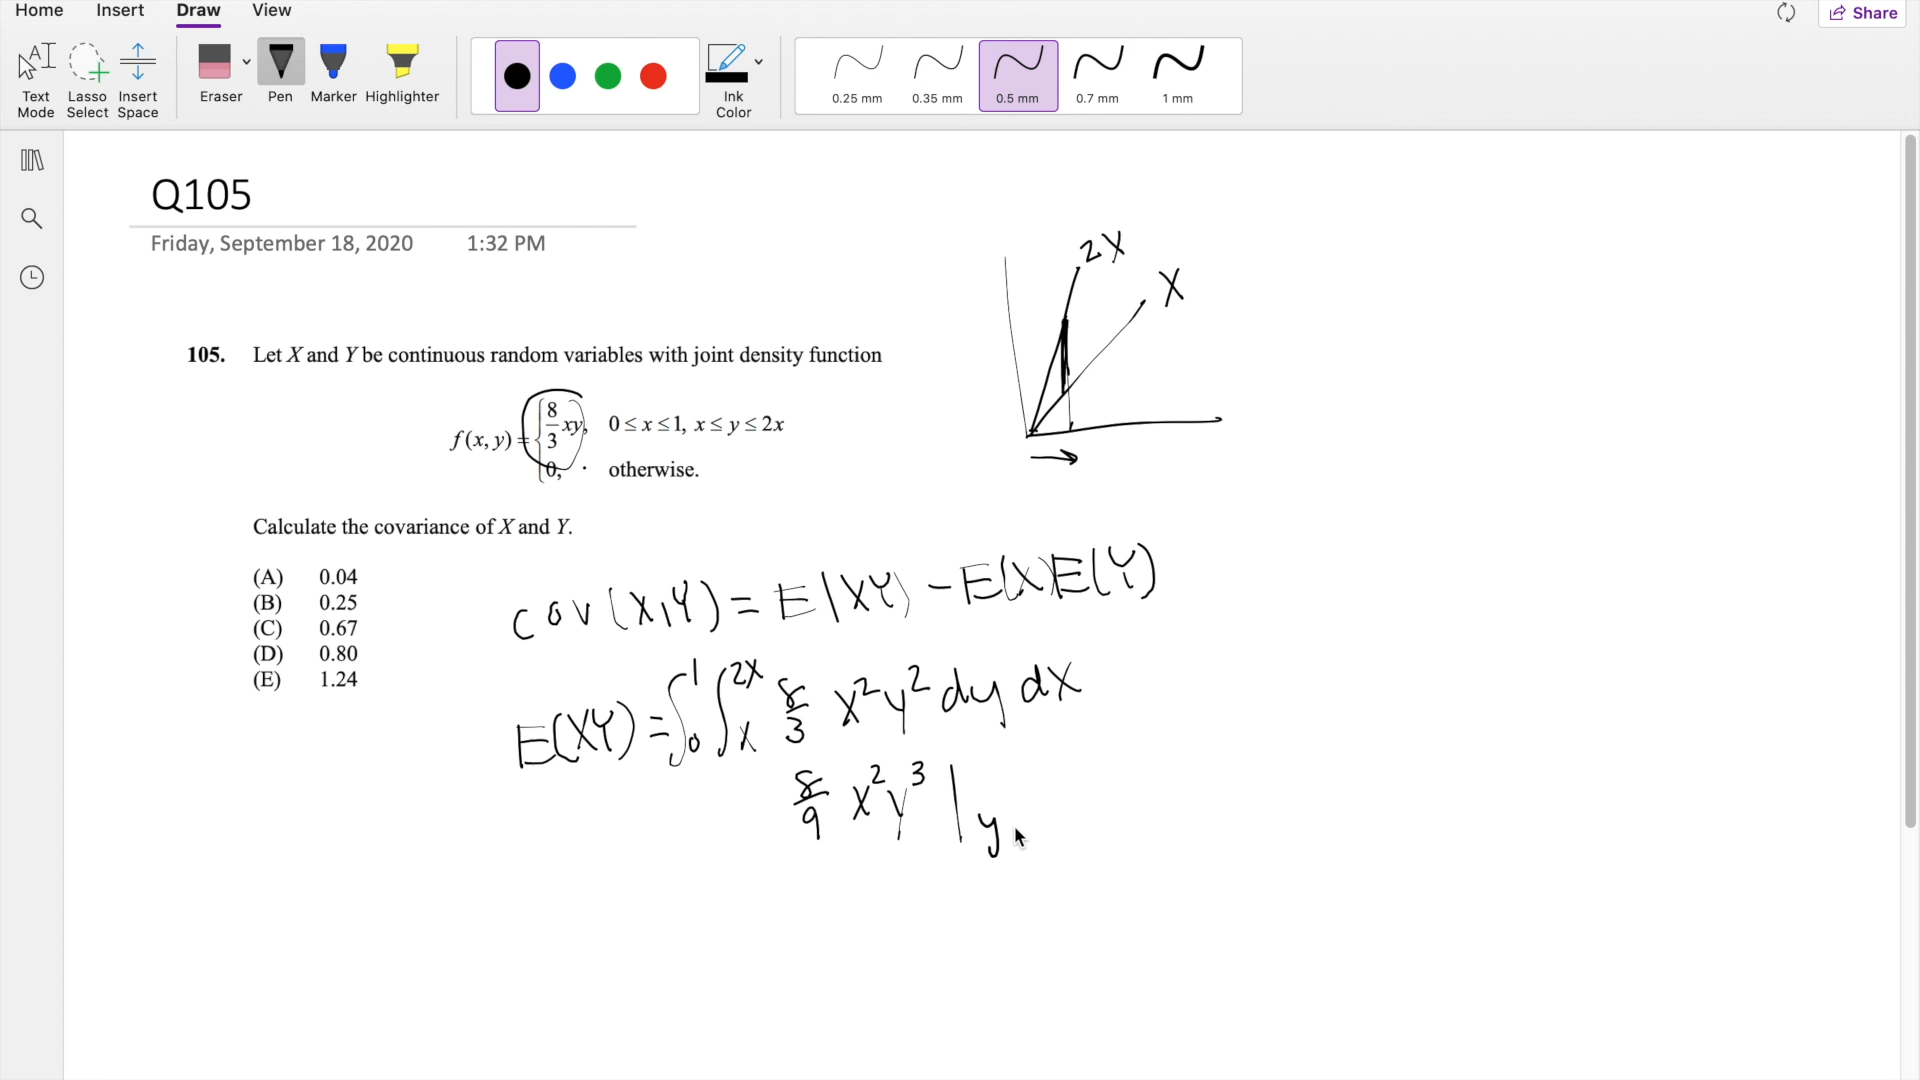 Home Insert Draw View Share
Text Mode Lasso Select Insert Space Eraser Pen Marker Highlighter Ink Color 0.25 mm 0.35 mm 0.5 mm 0.7 mm 1 mm
Q105
Friday, September 18, 2020 1:32 PM
2X
X
105. Let X and Y be continuous random variables with joint density function
f(x, y) = { 8/3 xy, 0 ≤ x ≤ 1, x ≤ y ≤ 2x
0, otherwise.
Calculate the covariance of X and Y.
(A) 0.04
(B) 0.25
(C) 0.67
(D) 0.80
(E) 1.24
cov(X,Y) = E(XY) - E(X)E(Y)
E(XY) = ∫₀¹ ∫ₓ²ˣ 8/3 x²y² dy dx
8/9 x²y³ | y